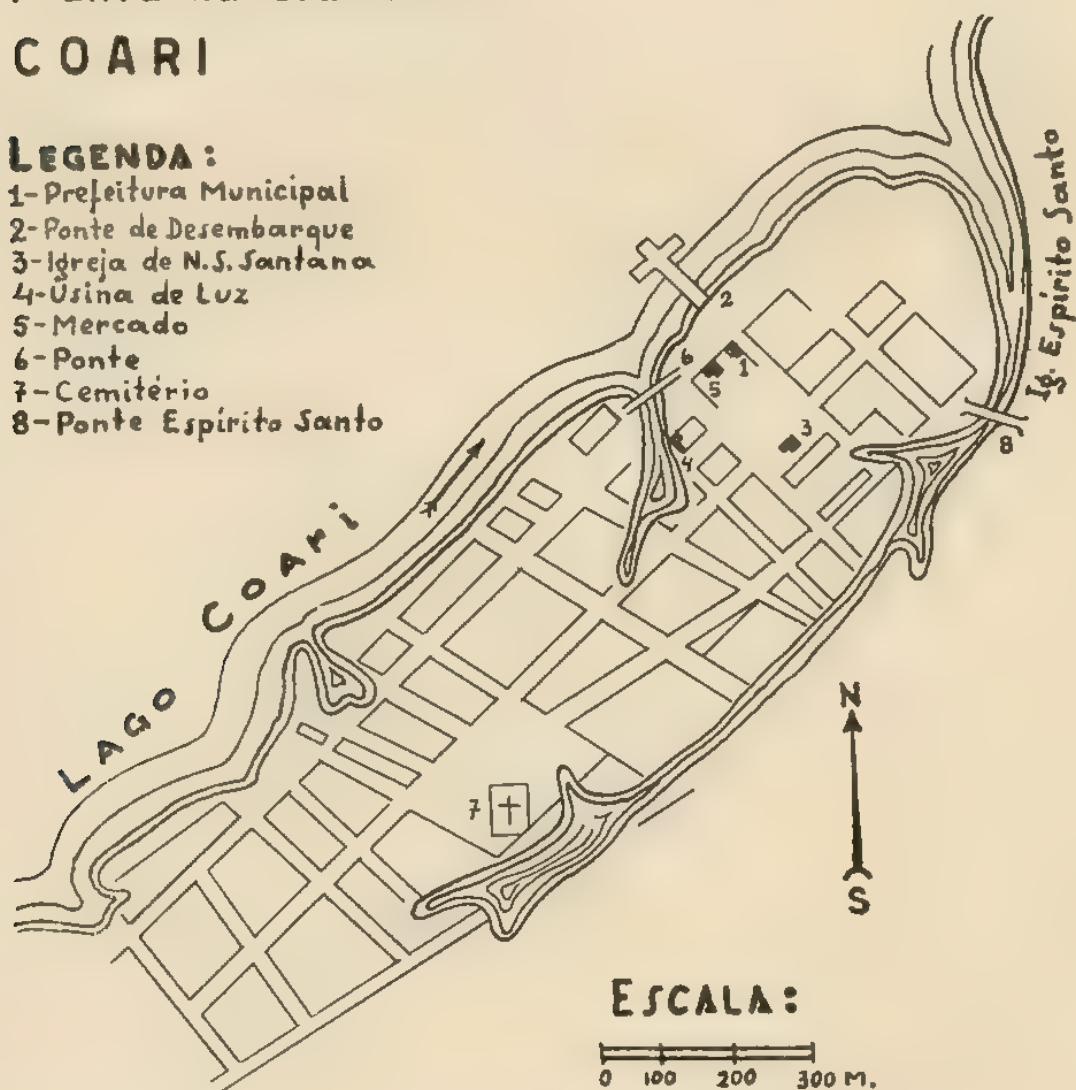 COARI
LEGENDA:
1-Prefeitura Municipal
2-Ponte de Desembarque
3-Igreja de N.S.Santana
4-Úsina de Luz
5-Mercado
6-Ponte
7-Cemitério
8-Ponte Espírito Santo
2
Ig. Espírito Santo
6
1
5
3
4
8
LAGO COARI
N
7
S
ESCALA:
0 100 200 300 M.